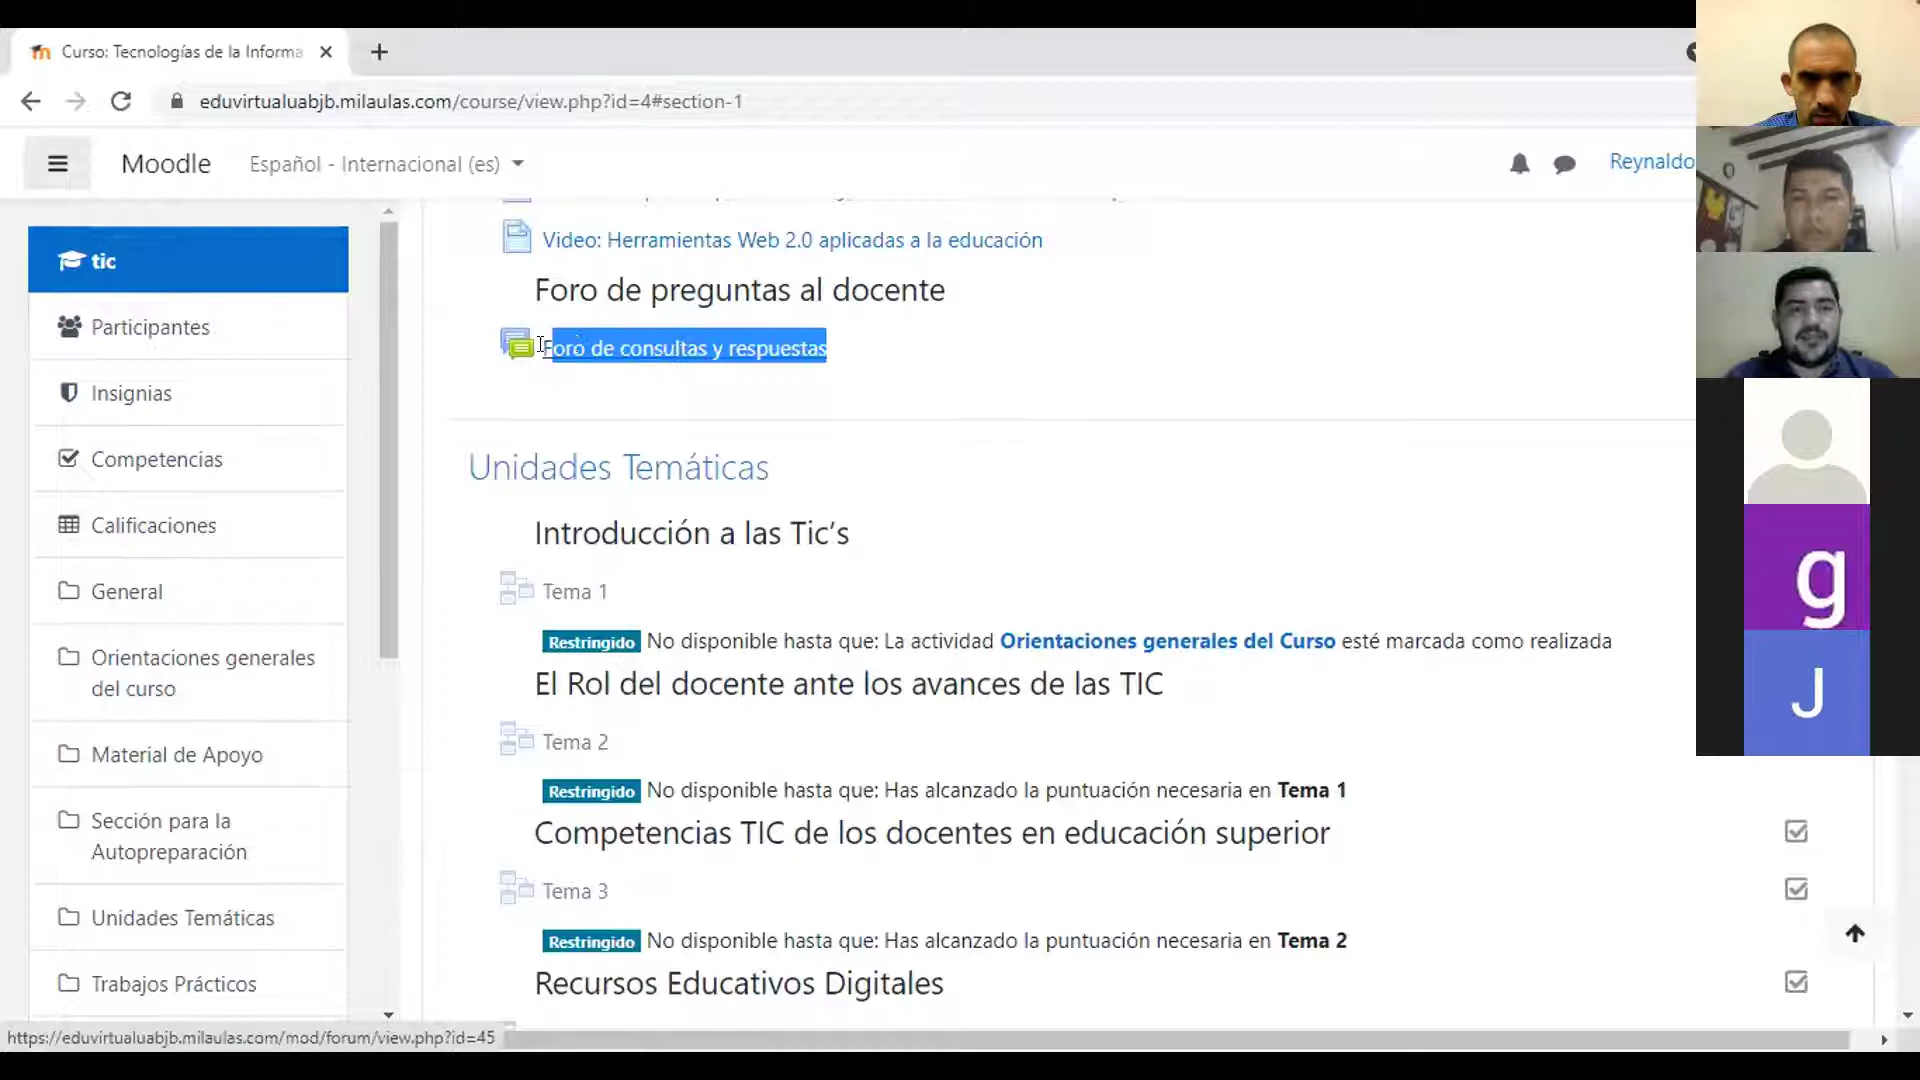 Curso: Tecnologías de la Informa
eduvirtualuabjb.milaulas.com/course/view.php?id=4#section-1
Moodle
Español - Internacional (es)
Reynaldo
tic
Participantes
Insignias
Competencias
Calificaciones
General
Orientaciones generales
del curso
Material de Apoyo
Sección para la
Autopreparación
Unidades Temáticas
Trabajos Prácticos
Video: Herramientas Web 2.0 aplicadas a la educación
Foro de preguntas al docente
Foro de consultas y respuestas
Unidades Temáticas
Introducción a las Tic’s
Tema 1
Restringido No disponible hasta que: La actividad Orientaciones generales del Curso esté marcada como realizada
El Rol del docente ante los avances de las TIC
Tema 2
Restringido No disponible hasta que: Has alcanzado la puntuación necesaria en Tema 1
Competencias TIC de los docentes en educación superior
Tema 3
Restringido No disponible hasta que: Has alcanzado la puntuación necesaria en Tema 2
Recursos Educativos Digitales
https://eduvirtualuabjb.milaulas.com/mod/forum/view.php?id=45
g
J